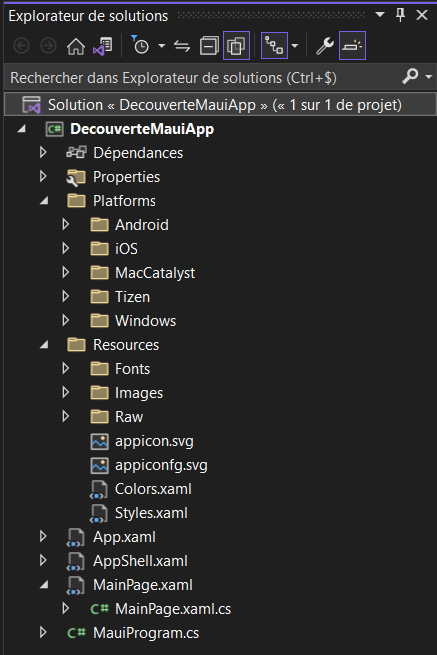 Explorateur de solutions
Rechercher dans Explorateur de solutions (Ctrl+$)
Solution « DecouverteMauiApp » (« 1 sur 1 de projet)
C# DecouverteMauiApp
Dépendances
Properties
Platforms
Android
iOS
MacCatalyst
Tizen
Windows
Resources
Fonts
Images
Raw
appicon.svg
appiconfg.svg
Colors.xaml
Styles.xaml
App.xaml
AppShell.xaml
MainPage.xaml
C# MainPage.xaml.cs
C# MauiProgram.cs